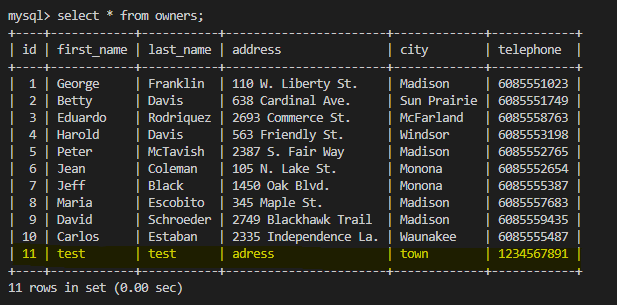 mysql> select * from owners;
+----+------------+-----------+-----------------------+-------------+------------+
| id | first_name | last_name | address               | city        | telephone  |
+----+------------+-----------+-----------------------+-------------+------------+
|  1 | George     | Franklin  | 110 W. Liberty St.    | Madison     | 6085551023 |
|  2 | Betty      | Davis     | 638 Cardinal Ave.     | Sun Prairie | 6085551749 |
|  3 | Eduardo    | Rodriquez | 2693 Commerce St.     | McFarland   | 6085558763 |
|  4 | Harold     | Davis     | 563 Friendly St.      | Windsor     | 6085553198 |
|  5 | Peter      | McTavish  | 2387 S. Fair Way      | Madison     | 6085552765 |
|  6 | Jean       | Coleman   | 105 N. Lake St.       | Monona      | 6085552654 |
|  7 | Jeff       | Black     | 1450 Oak Blvd.        | Monona      | 6085555387 |
|  8 | Maria      | Escobito  | 345 Maple St.         | Madison     | 6085557683 |
|  9 | David      | Schroeder | 2749 Blackhawk Trail  | Madison     | 6085559435 |
| 10 | Carlos     | Estaban   | 2335 Independence La. | Waunakee    | 6085555487 |
| 11 | test       | test      | adress                | town        | 1234567891 |
+----+------------+-----------+-----------------------+-------------+------------+
11 rows in set (0.00 sec)